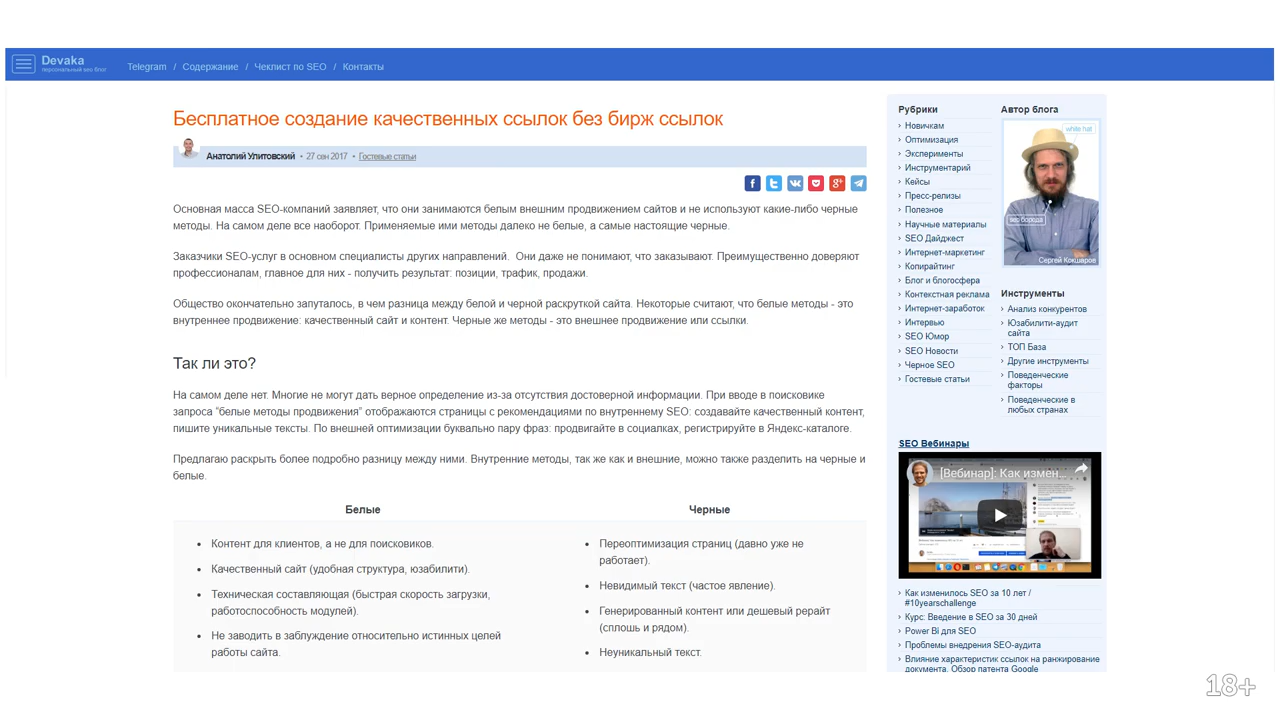 Devaka
персональный seo блог
Telegram / Содержание / Чеклист по SEO / Контакты
Бесплатное создание качественных ссылок без бирж ссылок
Анатолий Улитовский • 27 сен 2017 • Гостевые статьи
Основная масса SEO-компаний заявляет, что они занимаются белым внешним продвижением сайтов и не используют какие-либо черные
методы. На самом деле все наоборот. Применяемые ими методы далеко не белые, а самые настоящие черные.
Заказчики SEO-услуг в основном специалисты других направлений. Они даже не понимают, что заказывают. Преимущественно доверяют
профессионалам, главное для них - получить результат: позиции, трафик, продажи.
Общество окончательно запуталось, в чем разница между белой и черной раскруткой сайта. Некоторые считают, что белые методы - это
внутреннее продвижение: качественный сайт и контент. Черные же методы - это внешнее продвижение или ссылки.
Так ли это?
На самом деле нет. Многие не могут дать верное определение из-за отсутствия достоверной информации. При вводе в поисковике
запроса "белые методы продвижения" отображаются страницы с рекомендациями по внутреннему SEO: создавайте качественный контент,
пишите уникальные тексты. По внешней оптимизации буквально пару фраз: продвигайте в социалках, регистрируйте в Яндекс-каталоге.
Предлагаю раскрыть более подробно разницу между ними. Внутренние методы, так же как и внешние, можно также разделить на черные и
белые.
Белые
Контент для клиентов, а не для поисковиков.
Качественный сайт (удобная структура, юзабилити).
Техническая составляющая (быстрая скорость загрузки,
работоспособность модулей).
Не заводить в заблуждение относительно истинных целей
работы сайта.
Черные
Переоптимизация страниц (давно уже не
работает).
Невидимый текст (частое явление).
Генерированный контент или дешевый рерайт
(сплошь и рядом).
Неуникальный текст.
Рубрики
Новичкам
Оптимизация
Эксперименты
Инструментарий
Кейсы
Пресс-релизы
Полезное
Научные материалы
SEO Дайджест
Интернет-маркетинг
Копирайтинг
Блог и блогосфера
Контекстная реклама
Интернет-заработок
Интервью
SEO Юмор
SEO Новости
Черное SEO
Гостевые статьи
Автор блога
white hat
seo борода
Сергей Кокшаров
Инструменты
Анализ конкурентов
Юзабилити-аудит
сайта
ТОП База
Другие инструменты
Поведенческие
факторы
Поведенческие в
любых странах
SEO Вебинары
[Вебинар]: Как измен...
Как изменилось SEO за 10 лет /
#10yearschallenge
Курс: Введение в SEO за 30 дней
Power Bi для SEO
Проблемы внедрения SEO-аудита
Влияние характеристик ссылок на ранжирование
документа. Обзор патента Google
18+